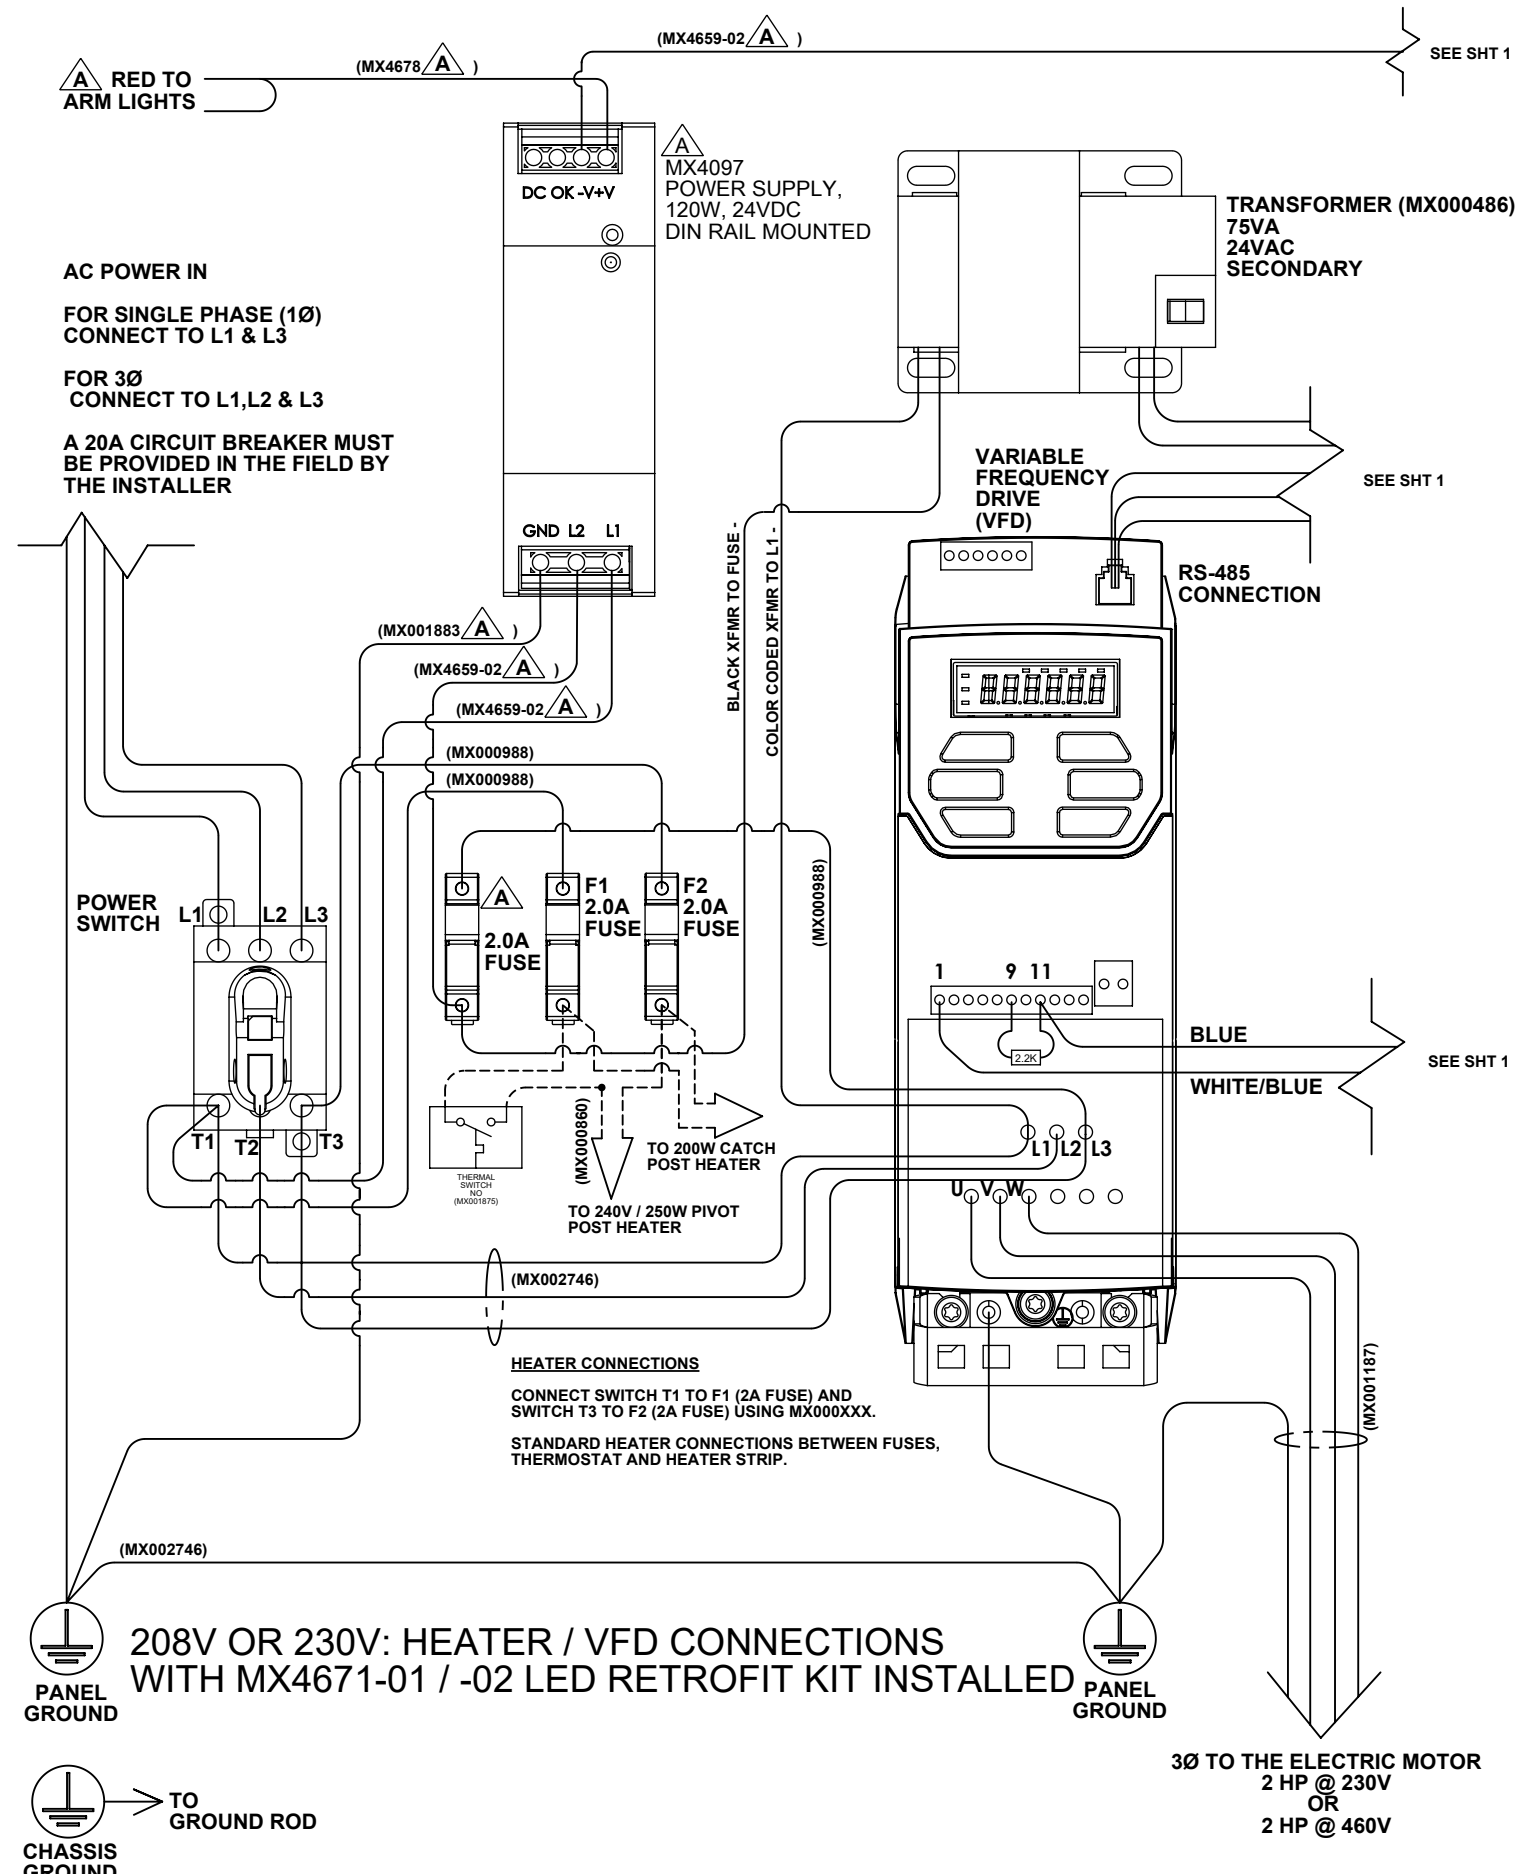 (MX4659-02 A )
SEE SHT 1
(MX4678 A )
A RED TO
ARM LIGHTS
A
MX4097
POWER SUPPLY,
120W, 24VDC
DIN RAIL MOUNTED
DC OK -V+V
TRANSFORMER (MX000486)
75VA
24VAC
SECONDARY
AC POWER IN
FOR SINGLE PHASE (1Ø)
CONNECT TO L1 & L3
FOR 3Ø
CONNECT TO L1,L2 & L3
A 20A CIRCUIT BREAKER MUST
BE PROVIDED IN THE FIELD BY
THE INSTALLER
VARIABLE
FREQUENCY
DRIVE
(VFD)
SEE SHT 1
GND L2 L1
RS-485
CONNECTION
BLACK XFMR TO FUSE -
COLOR CODED XFMR TO L1 -
(MX001883 A )
(MX4659-02 A )
(MX4659-02 A )
(MX000988)
(MX000988)
8.8.8.8.8.8
POWER
SWITCH
L1 L2 L3
A
2.0A
FUSE
F1
2.0A
FUSE
F2
2.0A
FUSE
(MX000988)
1 9 11
2.2K
BLUE
WHITE/BLUE
SEE SHT 1
T1 T2 T3
THERMAL
SWITCH
NO
(MX001875)
(MX000860)
TO 200W CATCH
POST HEATER
TO 240V / 250W PIVOT
POST HEATER
L1 L2 L3
U V W
(MX002746)
(MX001187)
HEATER CONNECTIONS
CONNECT SWITCH T1 TO F1 (2A FUSE) AND
SWITCH T3 TO F2 (2A FUSE) USING MX000XXX.
STANDARD HEATER CONNECTIONS BETWEEN FUSES,
THERMOSTAT AND HEATER STRIP.
(MX002746)
208V OR 230V: HEATER / VFD CONNECTIONS
WITH MX4671-01 / -02 LED RETROFIT KIT INSTALLED
PANEL
GROUND
PANEL
GROUND
3Ø TO THE ELECTRIC MOTOR
2 HP @ 230V
OR
2 HP @ 460V
TO
GROUND ROD
CHASSIS
GROUND